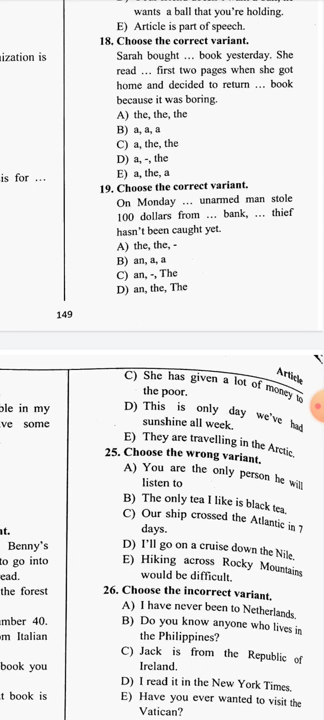 wants a ball that you're holding.
E) Article is part of speech.
18. Choose the correct variant.
Sarah bought … book yesterday. She
read … first two pages when she got
home and decided to return … book
because it was boring.
A) the, the, the
B) a, a, a
C) a, the, the
D) a, -, the
E) a, the, a
19. Choose the correct variant.
On Monday … unarmed man stole
100 dollars from … bank, … thief
hasn't been caught yet.
A) the, the, -
B) an, a, a
C) an, -, The
D) an, the, The
ization is
is for …
149
Article
C) She has given a lot of money to
the poor.
D) This is only day we've had
sunshine all week.
E) They are travelling in the Arctic.
25. Choose the wrong variant.
A) You are the only person he will
listen to
B) The only tea I like is black tea.
C) Our ship crossed the Atlantic in 7
days.
D) I'll go on a cruise down the Nile.
E) Hiking across Rocky Mountains
would be difficult.
26. Choose the incorrect variant.
A) I have never been to Netherlands.
B) Do you know anyone who lives in
the Philippines?
C) Jack is from the Republic of
Ireland.
D) I read it in the New York Times.
E) Have you ever wanted to visit the
Vatican?
ble in my
ve some
at.
Benny's
to go into
ead.
the forest
mber 40.
om Italian
book you
t book is